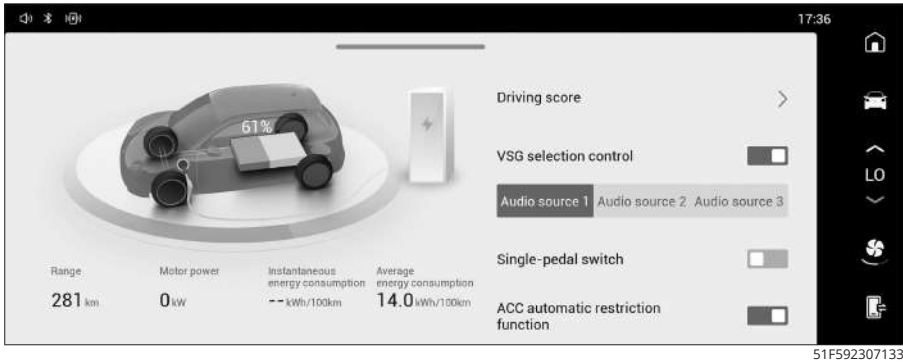 17:36
61%
Driving score
VSG selection control
Audio source 1 Audio source 2 Audio source 3
Single-pedal switch
ACC automatic restriction
function
Range
281 km
Motor power
0 kW
Instantaneous
energy consumption
-- kWh/100km
Average
energy consumption
14.0 kWh/100km
LO
51F592307133